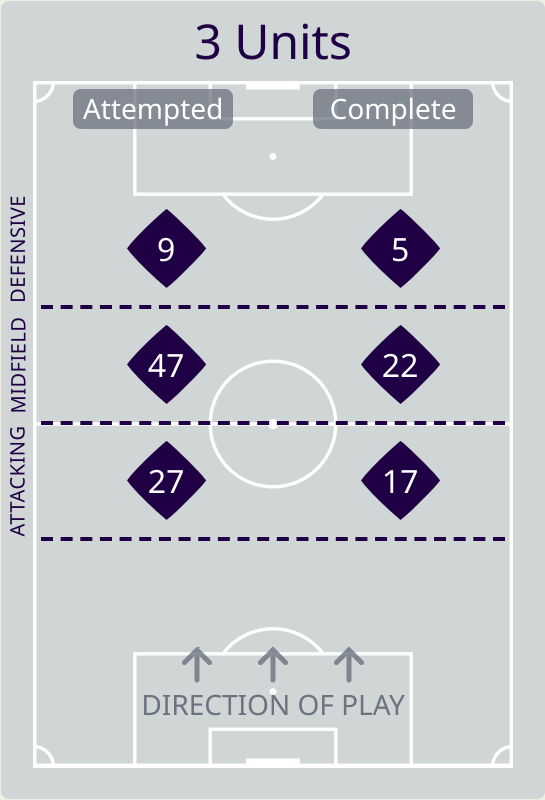 3 Units
Attempted Complete
DEFENSIVE
9 5
MIDFIELD
47 22
ATTACKING
27 17
DIRECTION OF PLAY